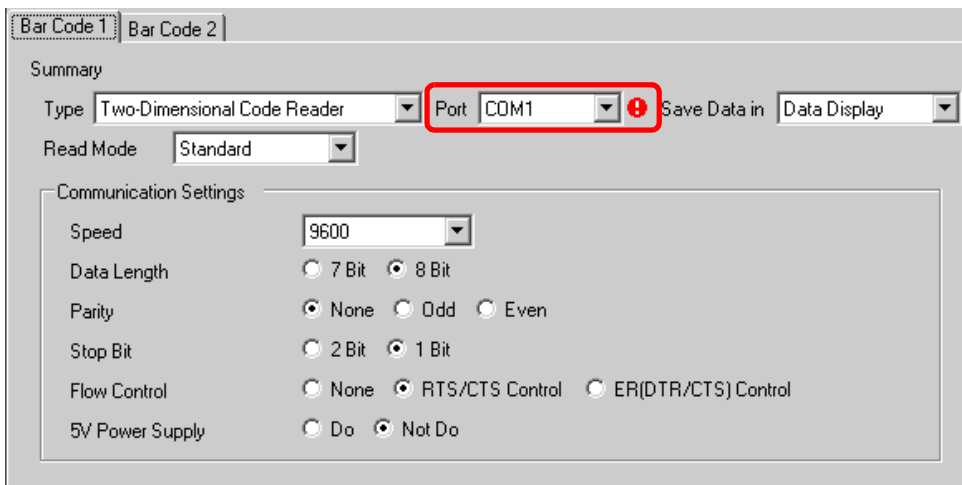 Bar Code 1 Bar Code 2
Summary
Type Two-Dimensional Code Reader Port COM1 Save Data in Data Display
Read Mode Standard
Communication Settings
Speed 9600
Data Length 7 Bit 8 Bit
Parity None Odd Even
Stop Bit 2 Bit 1 Bit
Flow Control None RTS/CTS Control ER(DTR/CTS) Control
5V Power Supply Do Not Do